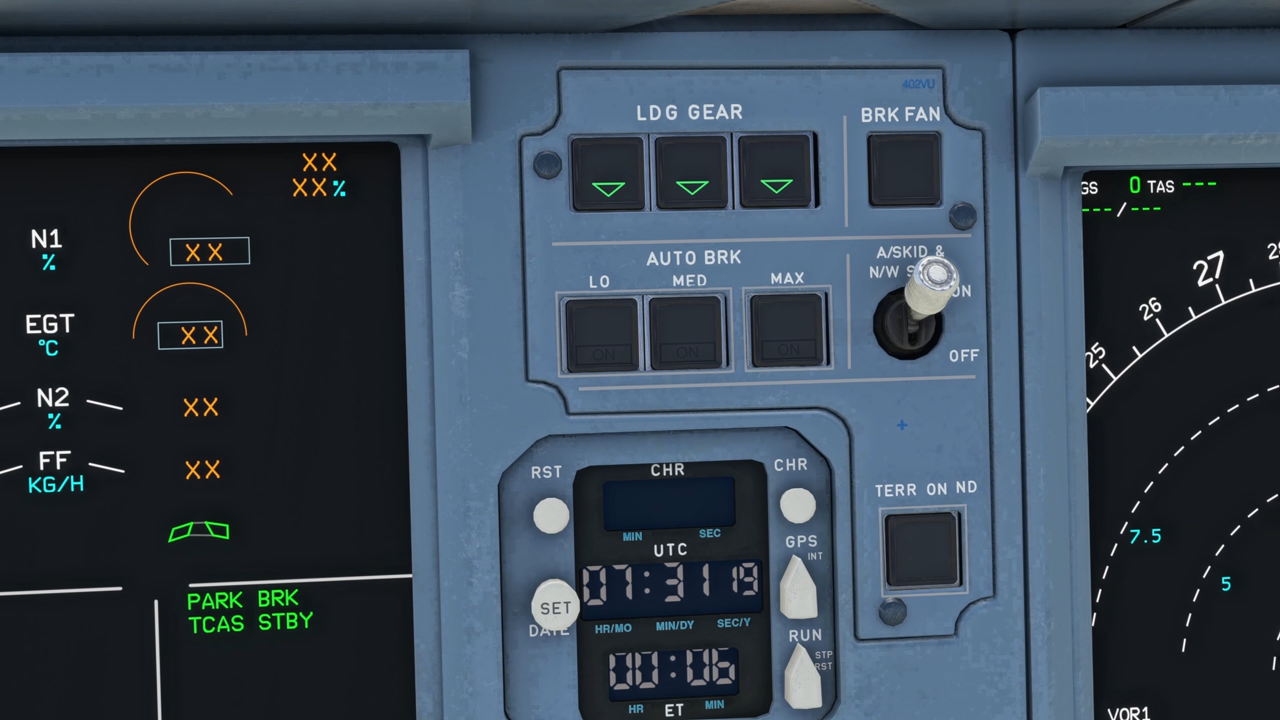 XX
XX%
N1
%
XX
EGT
°C
XX
N2
%
XX
FF
KG/H
XX
PARK BRK
TCAS STBY
402VU
LDG GEAR
BRK FAN
AUTO BRK
LO MED MAX
ON ON ON
A/SKID &
N/W
ON
OFF
RST
CHR
CHR
MIN SEC
UTC
GPS
INT
07:31 19
SET
DATE
HR/MO MIN/DY SEC/Y
RUN
STP
RST
00:06
HR ET MIN
TERR ON ND
GS 0 TAS ---
---/---
25
26
27
7.5
5
VOR1